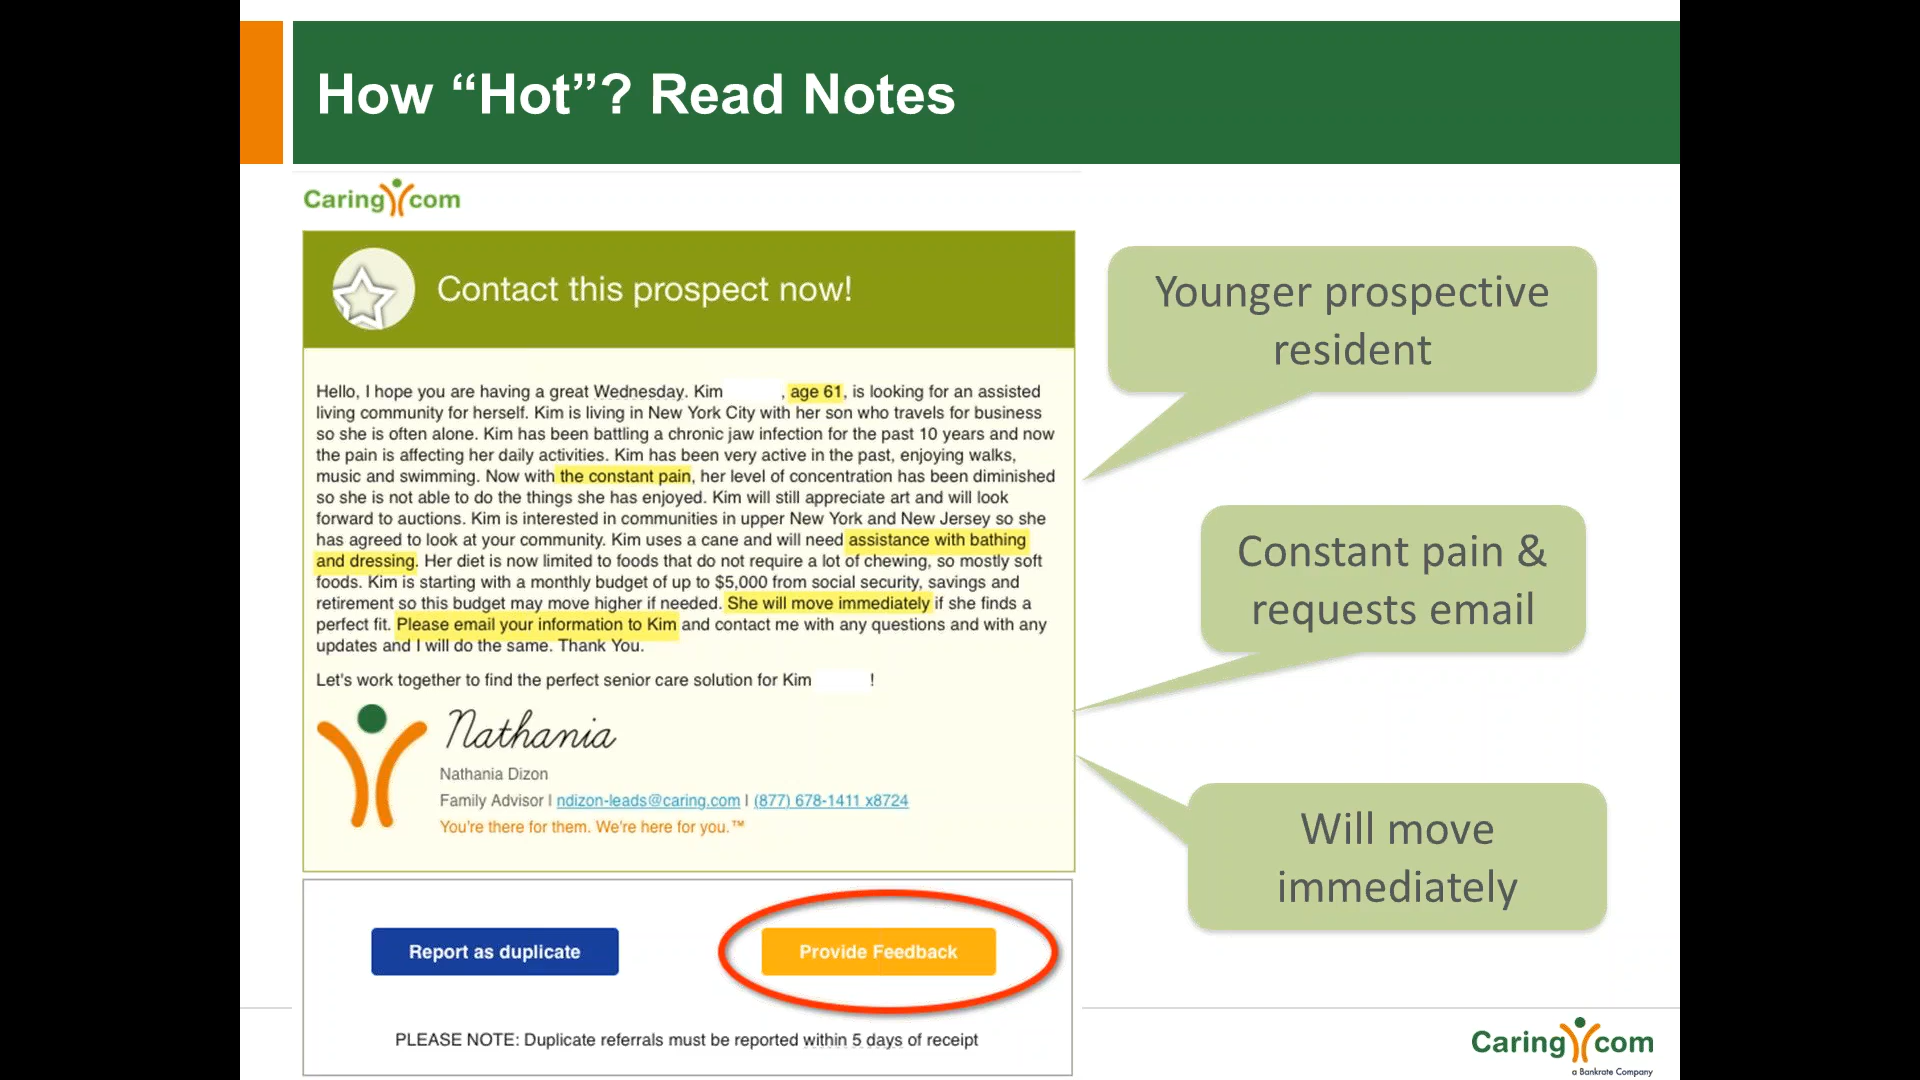 How “Hot”? Read Notes
Caring com
Contact this prospect now!
Hello, I hope you are having a great Wednesday. Kim , age 61, is looking for an assisted
living community for herself. Kim is living in New York City with her son who travels for business
so she is often alone. Kim has been battling a chronic jaw infection for the past 10 years and now
the pain is affecting her daily activities. Kim has been very active in the past, enjoying walks,
music and swimming. Now with the constant pain, her level of concentration has been diminished
so she is not able to do the things she has enjoyed. Kim will still appreciate art and will look
forward to auctions. Kim is interested in communities in upper New York and New Jersey so she
has agreed to look at your community. Kim uses a cane and will need assistance with bathing
and dressing. Her diet is now limited to foods that do not require a lot of chewing, so mostly soft
foods. Kim is starting with a monthly budget of up to $5,000 from social security, savings and
retirement so this budget may move higher if needed. She will move immediately if she finds a
perfect fit. Please email your information to Kim and contact me with any questions and with any
updates and I will do the same. Thank You.
Let's work together to find the perfect senior care solution for Kim !
Nathania
Nathania Dizon
Family Advisor | ndizon-leads@caring.com | (877) 678-1411 x8724
You're there for them. We're here for you.™
Report as duplicate
Provide Feedback
PLEASE NOTE: Duplicate referrals must be reported within 5 days of receipt
Younger prospective
resident
Constant pain &
requests email
Will move
immediately
Caring com
a Bankrate Company